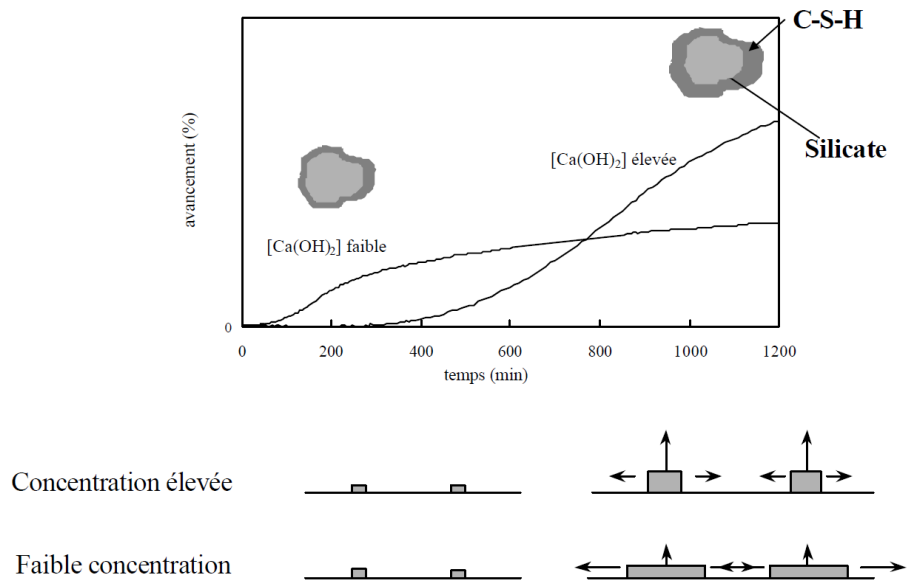 C-S-H
Silicate
[Ca(OH)₂] élevée
[Ca(OH)₂] faible
avancement (%)
0
0 200 400 600 800 1000 1200
temps (min)
Concentration élevée
Faible concentration